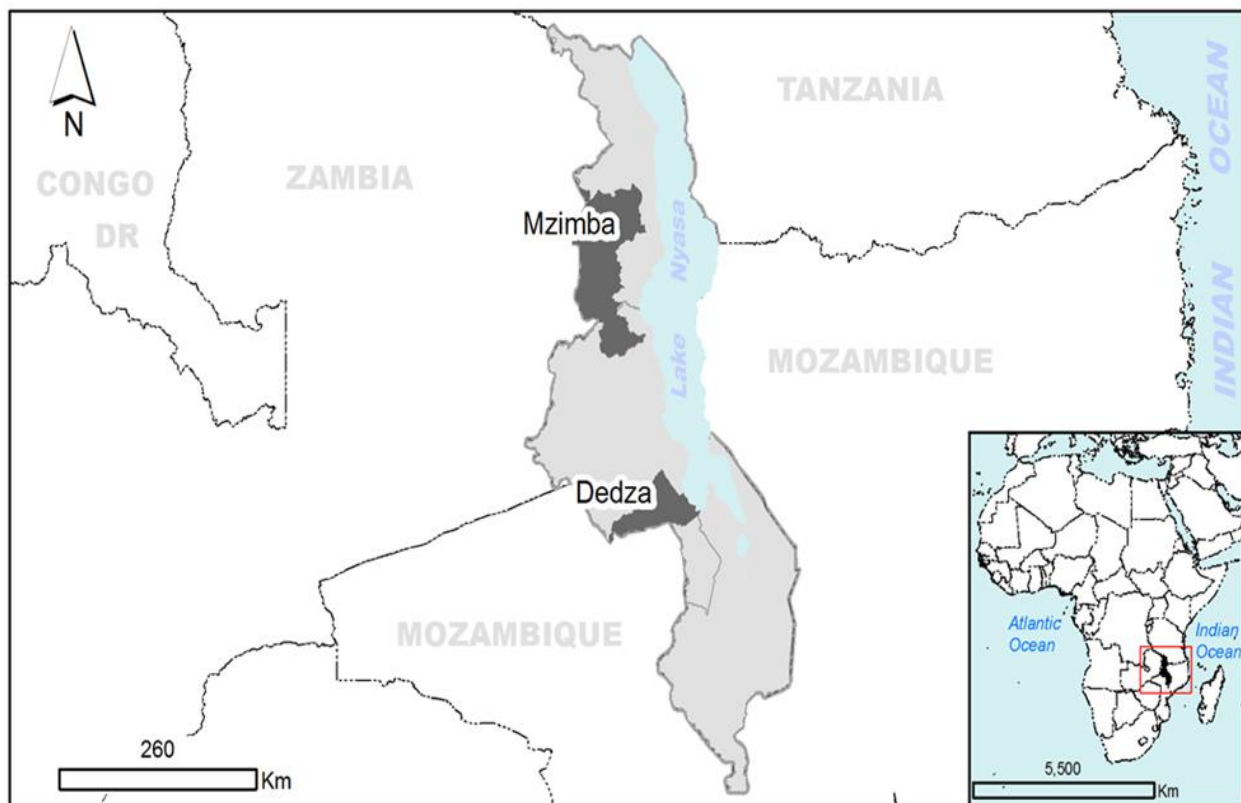 N
CONGO
DR
ZAMBIA
TANZANIA
INDIAN OCEAN
Mzimba
Lake Nyasa
MOZAMBIQUE
Dedza
MOZAMBIQUE
260
Km
Atlantic
Ocean
Indian
Ocean
5,500
Km